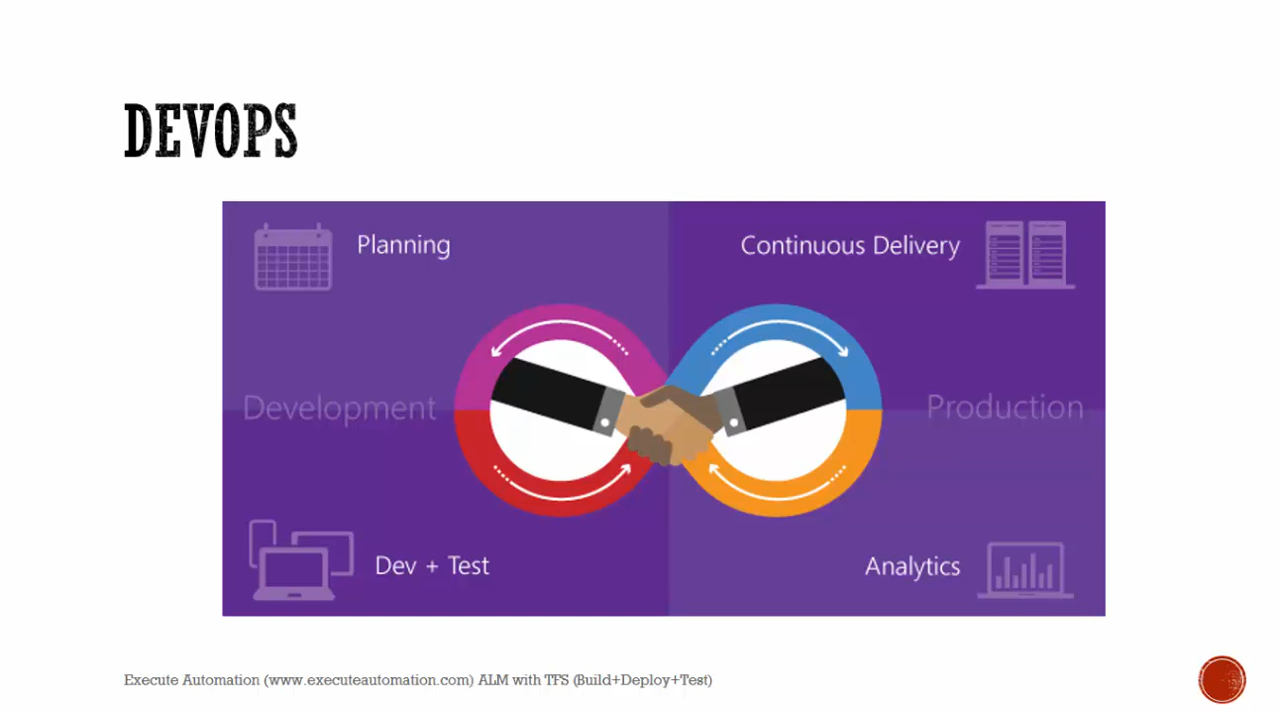 DEVOPS
Planning
Continuous Delivery
Development
Production
Dev + Test
Analytics
Execute Automation (www.executeautomation.com) ALM with TFS (Build+Deploy+Test)